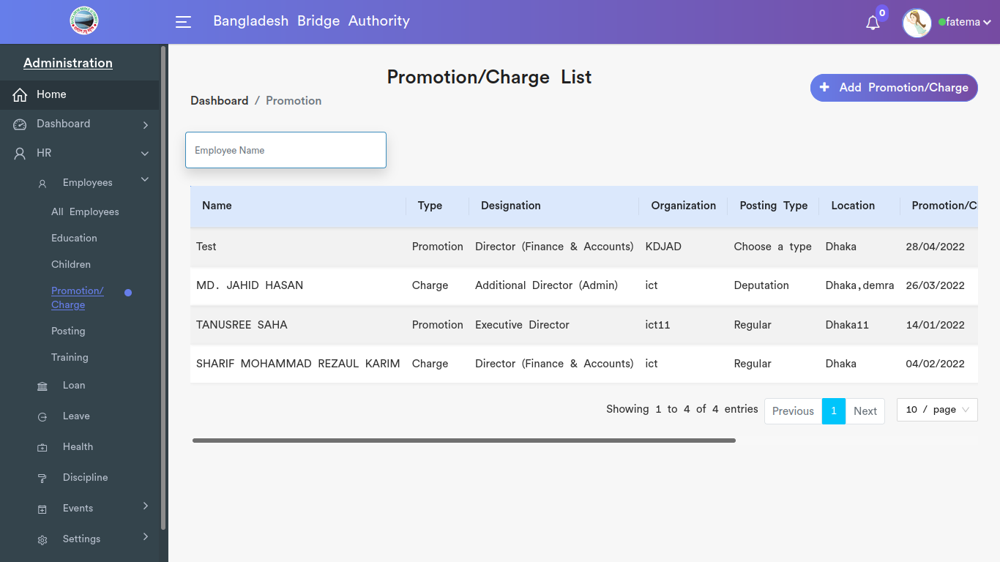 Bangladesh Bridge Authority
0
fatema
Administration
Home
Dashboard
HR
Employees
All Employees
Education
Children
Promotion/
Charge
Posting
Training
Loan
Leave
Health
Discipline
Events
Settings
Promotion/Charge List
Dashboard / Promotion
Add Promotion/Charge
Employee Name
Name Type Designation Organization Posting Type Location Promotion/C
Test Promotion Director (Finance & Accounts) KDJAD Choose a type Dhaka 28/04/2022
MD. JAHID HASAN Charge Additional Director (Admin) ict Deputation Dhaka,demra 26/03/2022
TANUSREE SAHA Promotion Executive Director ict11 Regular Dhaka11 14/01/2022
SHARIF MOHAMMAD REZAUL KARIM Charge Director (Finance & Accounts) ict Regular Dhaka 04/02/2022
Showing 1 to 4 of 4 entries Previous 1 Next 10 / page